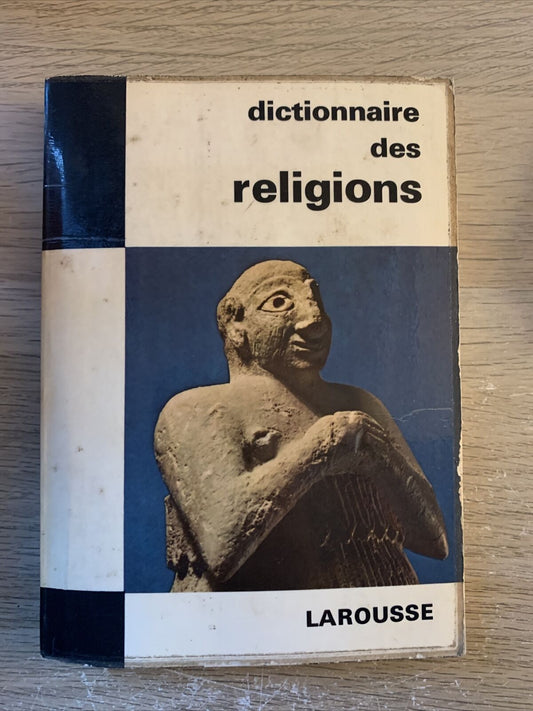 dictionnaire
des
religions
LAROUSSE